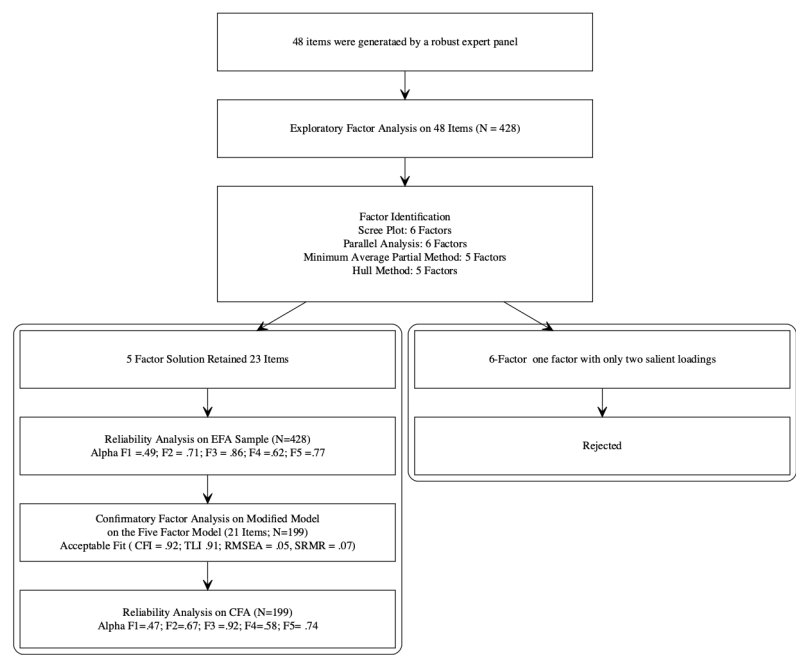 48 items were generataed by a robust expert panel
Exploratory Factor Analysis on 48 Items (N = 428)
Factor Identification
Scree Plot: 6 Factors
Parallel Analysis: 6 Factors
Minimum Average Partial Method: 5 Factors
Hull Method: 5 Factors
5 Factor Solution Retained 23 Items
Reliability Analysis on EFA Sample (N=428)
Alpha F1 =.49; F2 = .71; F3 = .86; F4 =.62; F5 =.77
Confirmatory Factor Analysis on Modified Model
on the Five Factor Model (21 Items; N=199)
Acceptable Fit ( CFI = .92; TLI .91; RMSEA = .05, SRMR = .07)
Reliability Analysis on CFA (N=199)
Alpha F1=.47; F2=.67; F3 =.92; F4=.58; F5= .74
6-Factor  one factor with only two salient loadings
Rejected